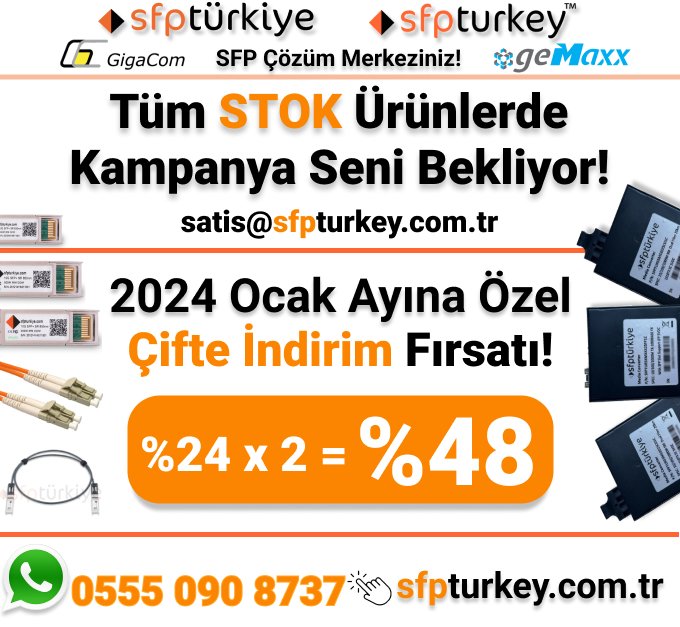 sfptürkiye sfpturkey™
GigaCom SFP Çözüm Merkeziniz! geMaxx
Tüm STOK Ürünlerde
Kampanya Seni Bekliyor!
satis@sfpturkey.com.tr
2024 Ocak Ayına Özel
Çifte İndirim Fırsatı!
%24 x 2 = %48
sfptürkiye
0555 090 8737 sfpturkey.com.tr